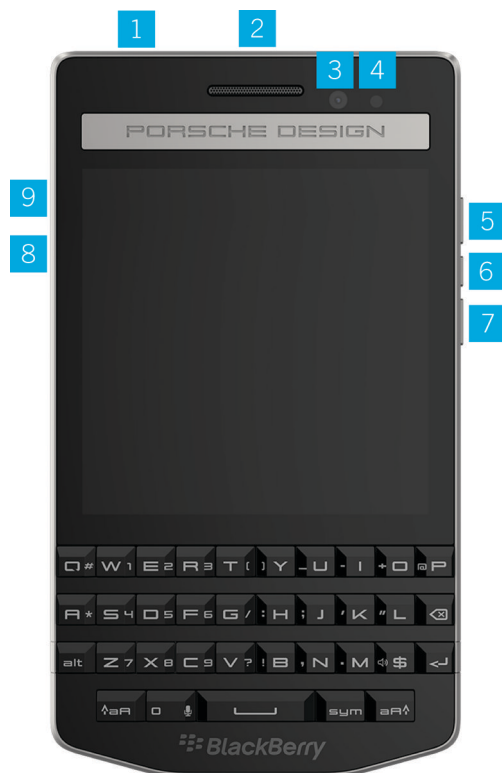 1
2
3 4
PORSCHE DESIGN
9
5
8
6
7
Q # W 1 E 2 R 3 T ( ) Y _ U - I + O @ P
A * S 4 D 5 F 6 G / : H ; J ' K " L
alt Z 7 X 8 C 9 V ? ! B , N . M $
aA 0 sym aA
BlackBerry